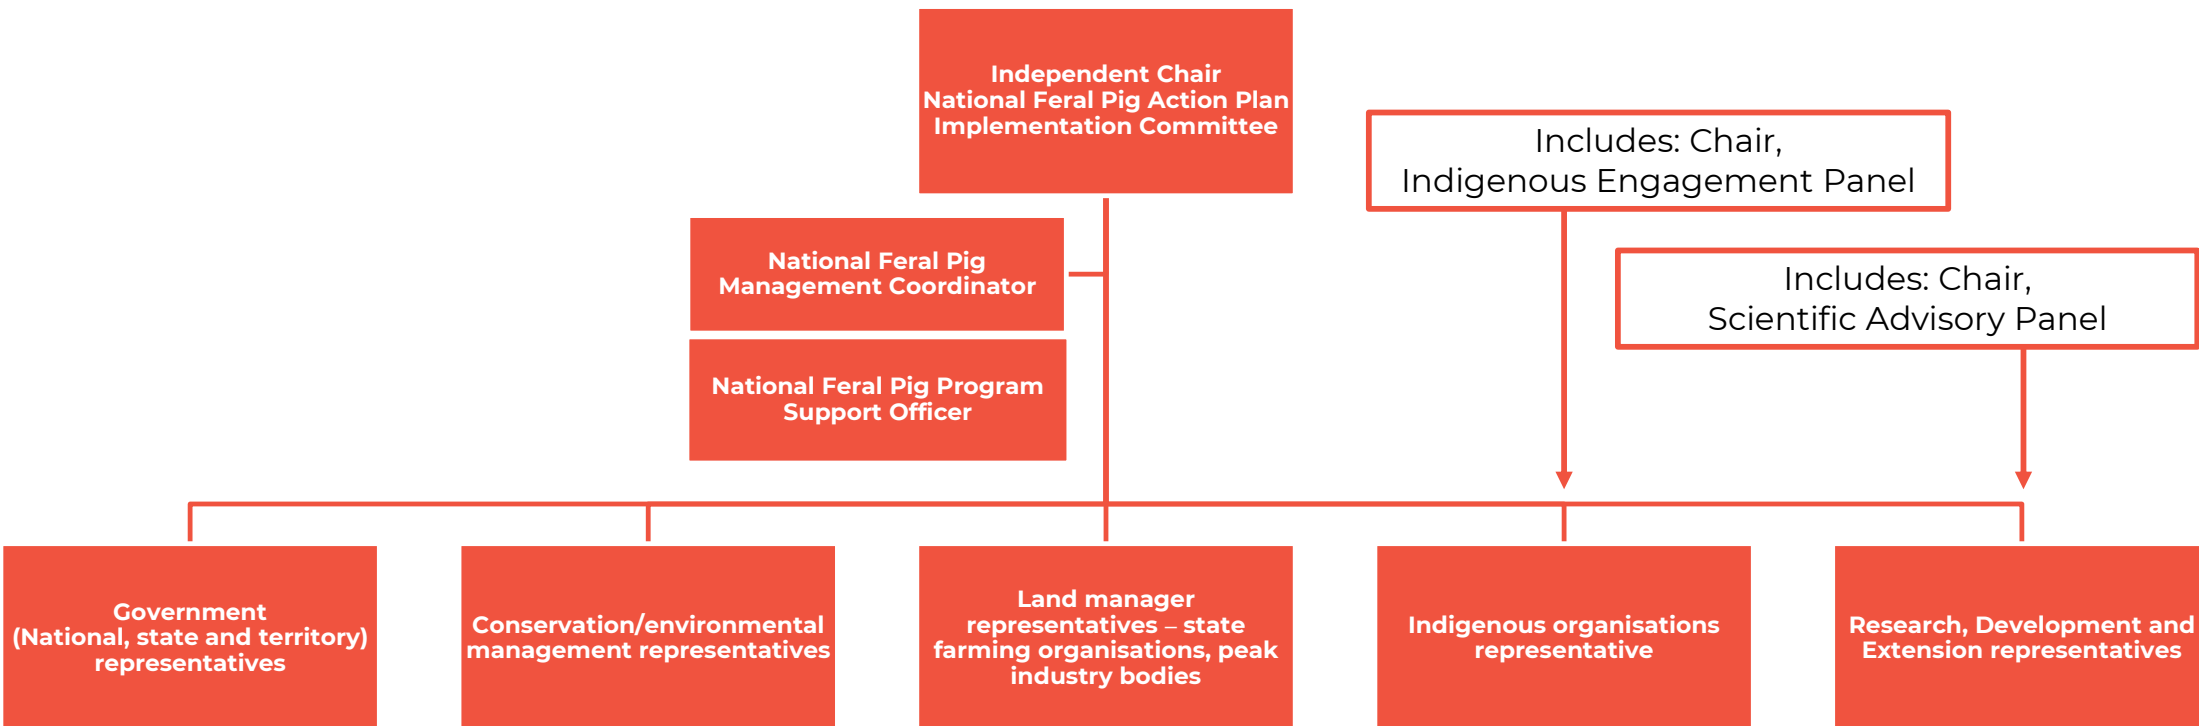 Independent Chair
National Feral Pig Action Plan
Implementation Committee
Includes: Chair,
Indigenous Engagement Panel
National Feral Pig
Management Coordinator
Includes: Chair,
Scientific Advisory Panel
National Feral Pig Program
Support Officer
Government
(National, state and territory)
representatives
Conservation/environmental
management representatives
Land manager
representatives – state
farming organisations, peak
industry bodies
Indigenous organisations
representative
Research, Development and
Extension representatives